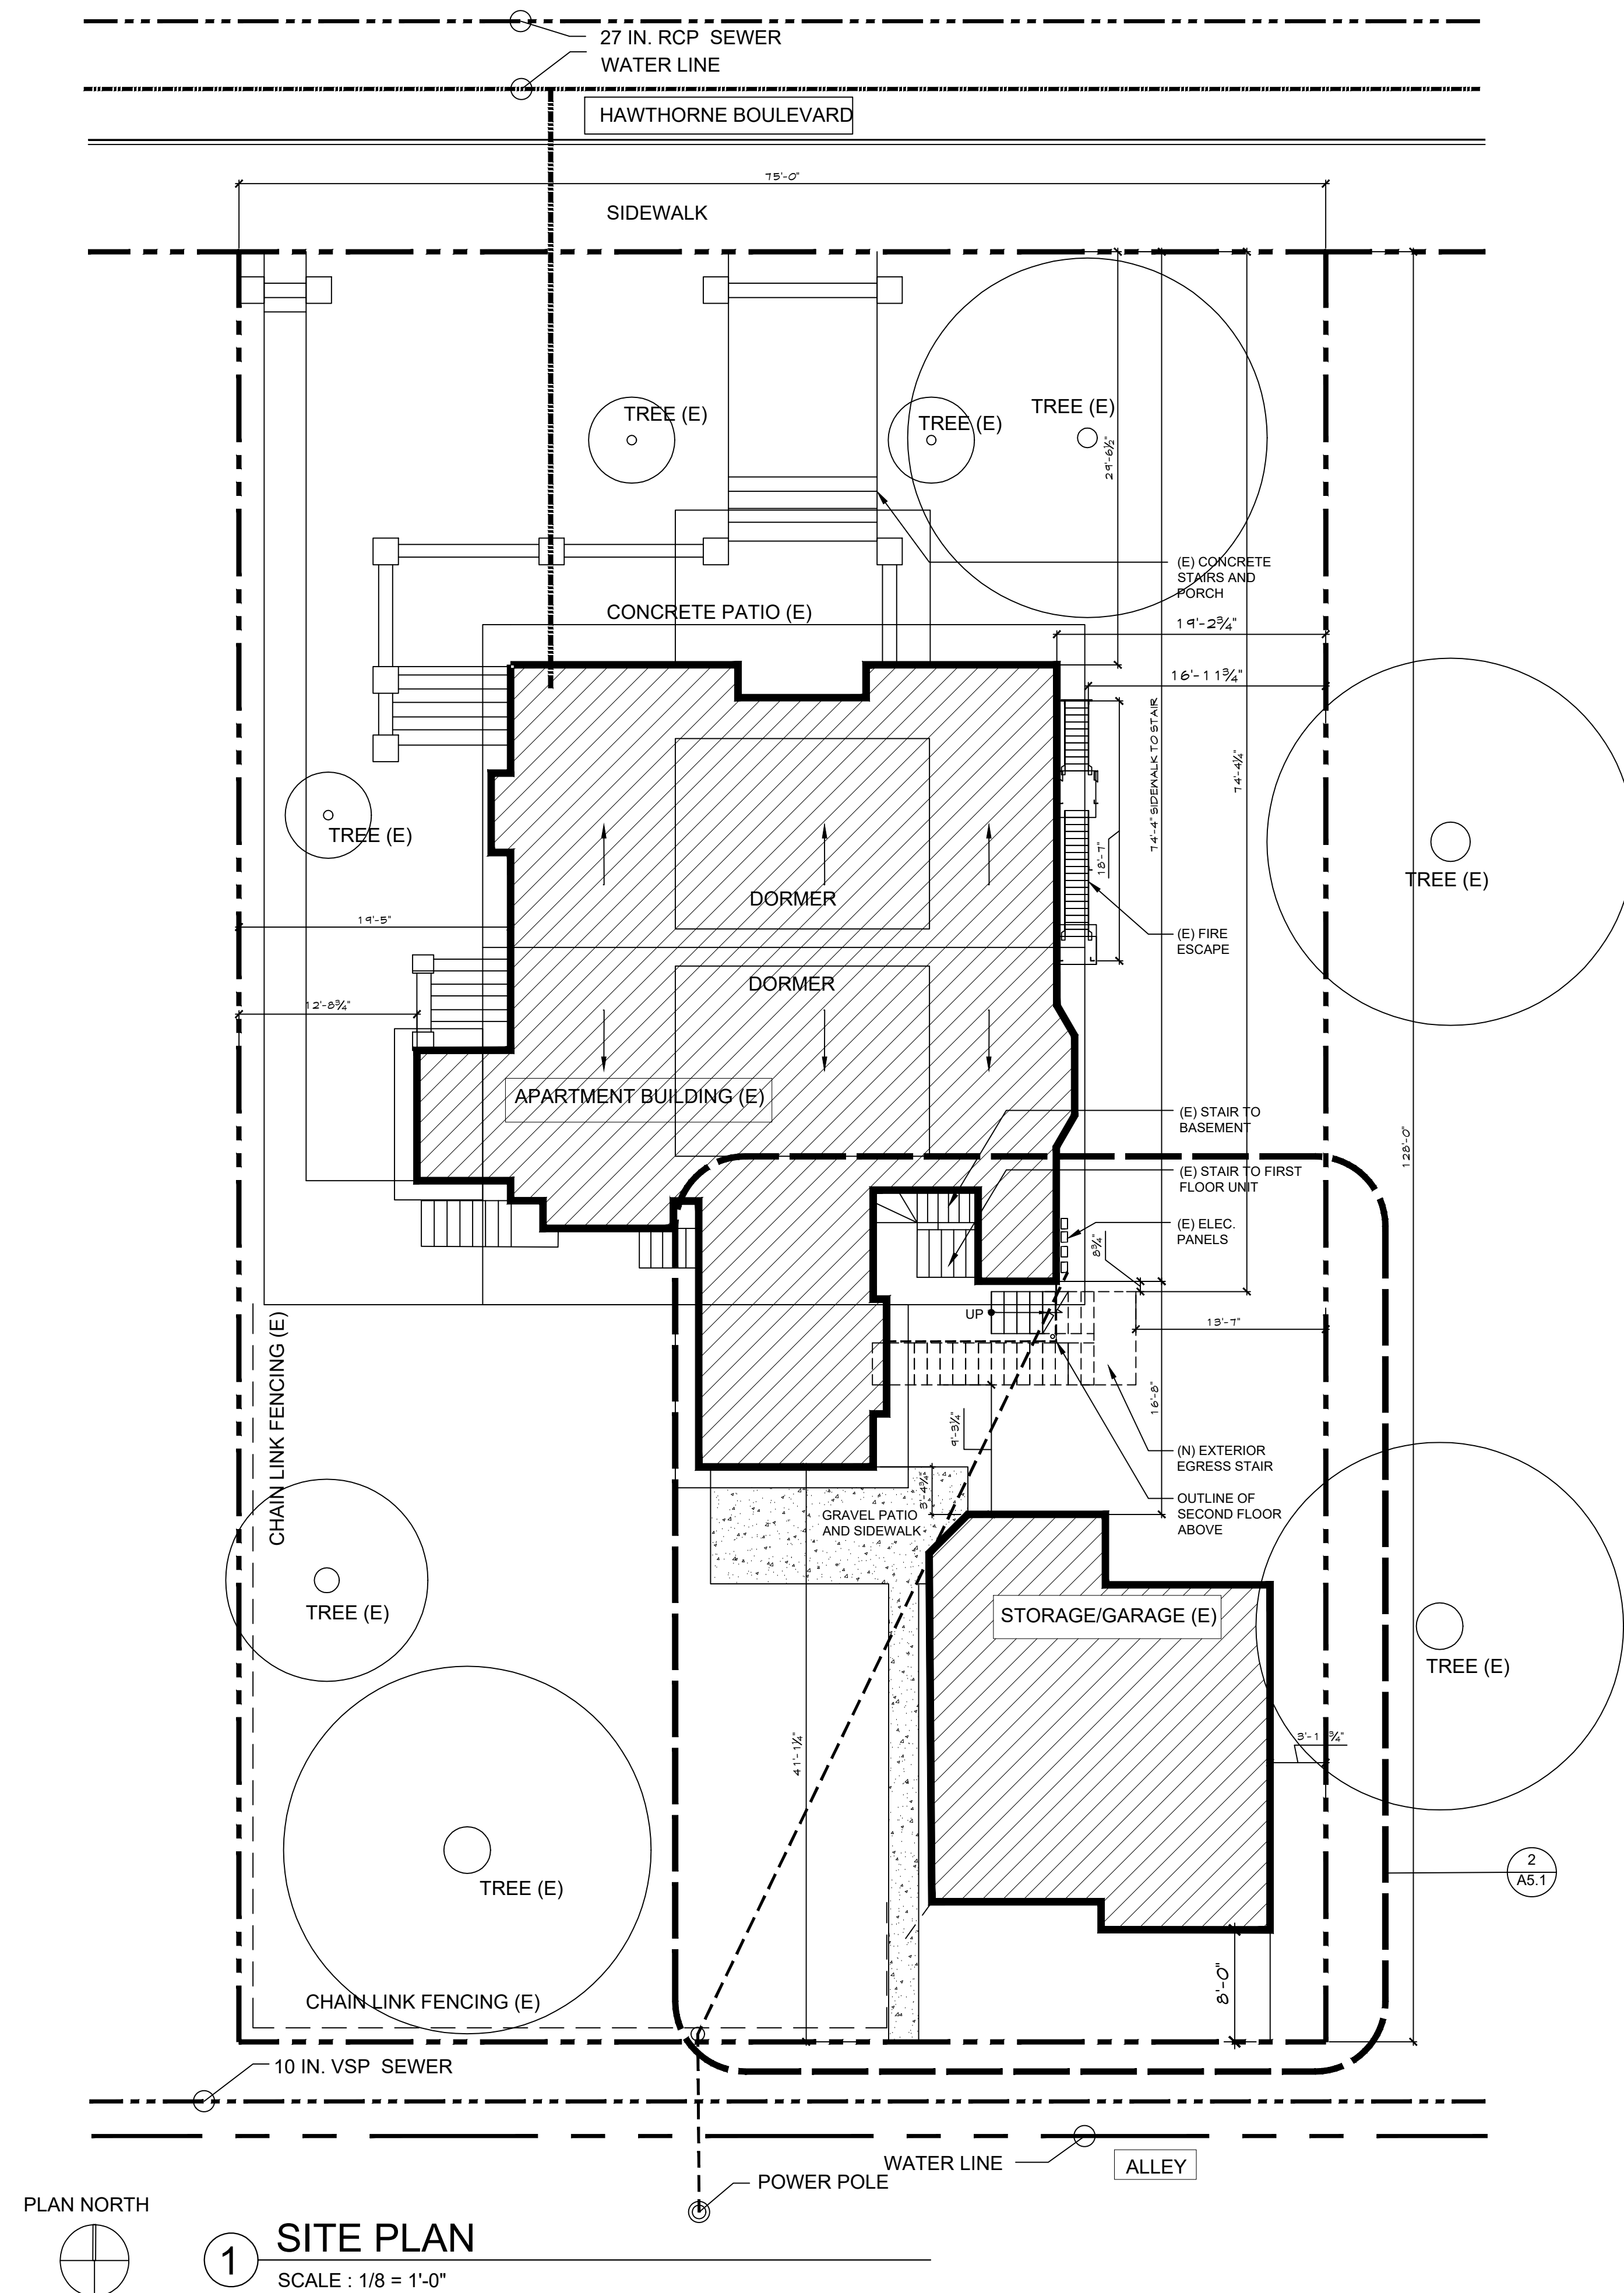 27 IN. RCP SEWER
WATER LINE
HAWTHORNE BOULEVARD
75'-0"
SIDEWALK
TREE (E)
TREE (E)
TREE (E)
29'-6½"
(E) CONCRETE
STAIRS AND
PORCH
CONCRETE PATIO (E)
19'-2¾"
16'-11¾"
74'-4" SIDEWALK TO STAIR
74'-4¼"
18'-7"
TREE (E)
TREE (E)
DORMER
19'-5"
(E) FIRE
ESCAPE
DORMER
12'-8¾"
APARTMENT BUILDING (E)
(E) STAIR TO
BASEMENT
128'-0"
(E) STAIR TO FIRST
FLOOR UNIT
(E) ELEC.
PANELS
8¾"
UP
13'-7"
CHAIN LINK FENCING (E)
16'-8"
9'-3¼"
(N) EXTERIOR
EGRESS STAIR
3'-4¾"
OUTLINE OF
SECOND FLOOR
ABOVE
GRAVEL PATIO
AND SIDEWALK
TREE (E)
STORAGE/GARAGE (E)
TREE (E)
41'-1¼"
2
A5.1
TREE (E)
8'-0"
CHAIN LINK FENCING (E)
10 IN. VSP SEWER
WATER LINE
ALLEY
POWER POLE
PLAN NORTH
1
SITE PLAN
SCALE : 1/8 = 1'-0"